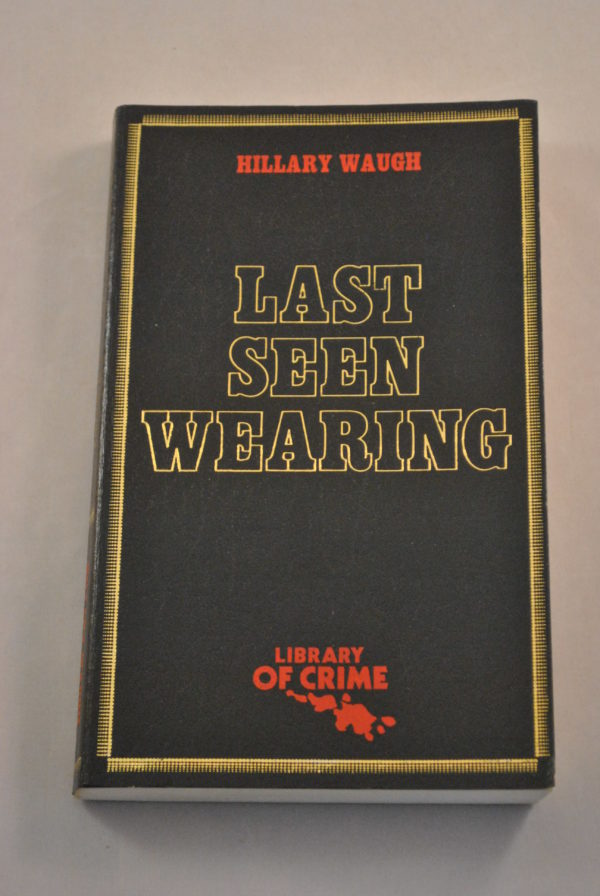 HILLARY WAUGH
LAST
SEEN
WEARING
LIBRARY
OF CRIME